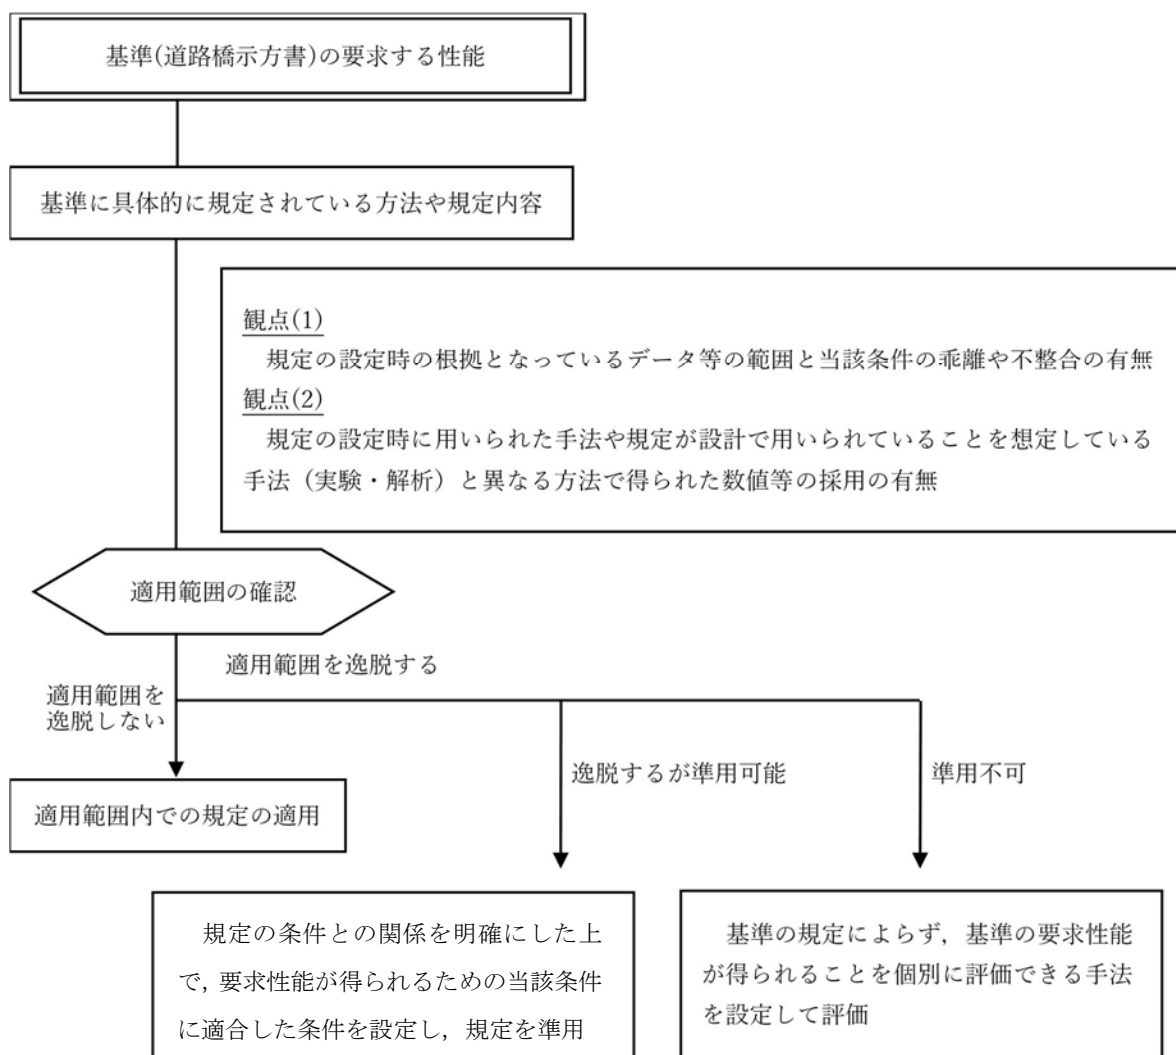 基準(道路橋示方書)の要求する性能
基準に具体的に規定されている方法や規定内容
観点(1)
規定の設定時の根拠となっているデータ等の範囲と当該条件の乖離や不整合の有無
観点(2)
規定の設定時に用いられた手法や規定が設計で用いられていることを想定している
手法（実験・解析）と異なる方法で得られた数値等の採用の有無
適用範囲の確認
適用範囲を逸脱する
適用範囲を
逸脱しない
逸脱するが準用可能
準用不可
適用範囲内での規定の適用
規定の条件との関係を明確にした上
で，要求性能が得られるための当該条件
に適合した条件を設定し，規定を準用
基準の規定によらず，基準の要求性能
が得られることを個別に評価できる手法
を設定して評価